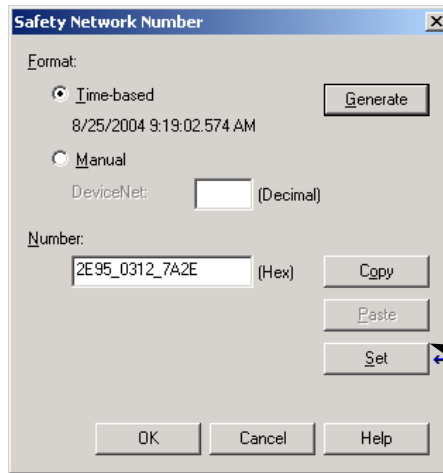 Safety Network Number
Format:
Time-based
Generate
8/25/2004 9:19:02.574 AM
Manual
DeviceNet: (Decimal)
Number:
2E95_0312_7A2E (Hex) Copy
Paste
Set
OK Cancel Help